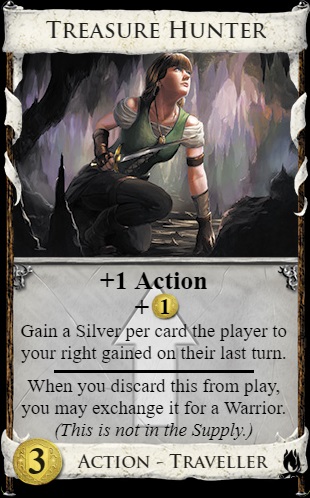 TREASURE HUNTER
+1 Action
+ 1
Gain a Silver per card the player to
your right gained on their last turn.
When you discard this from play,
you may exchange it for a Warrior.
(This is not in the Supply.)
3 ACTION - TRAVELLER